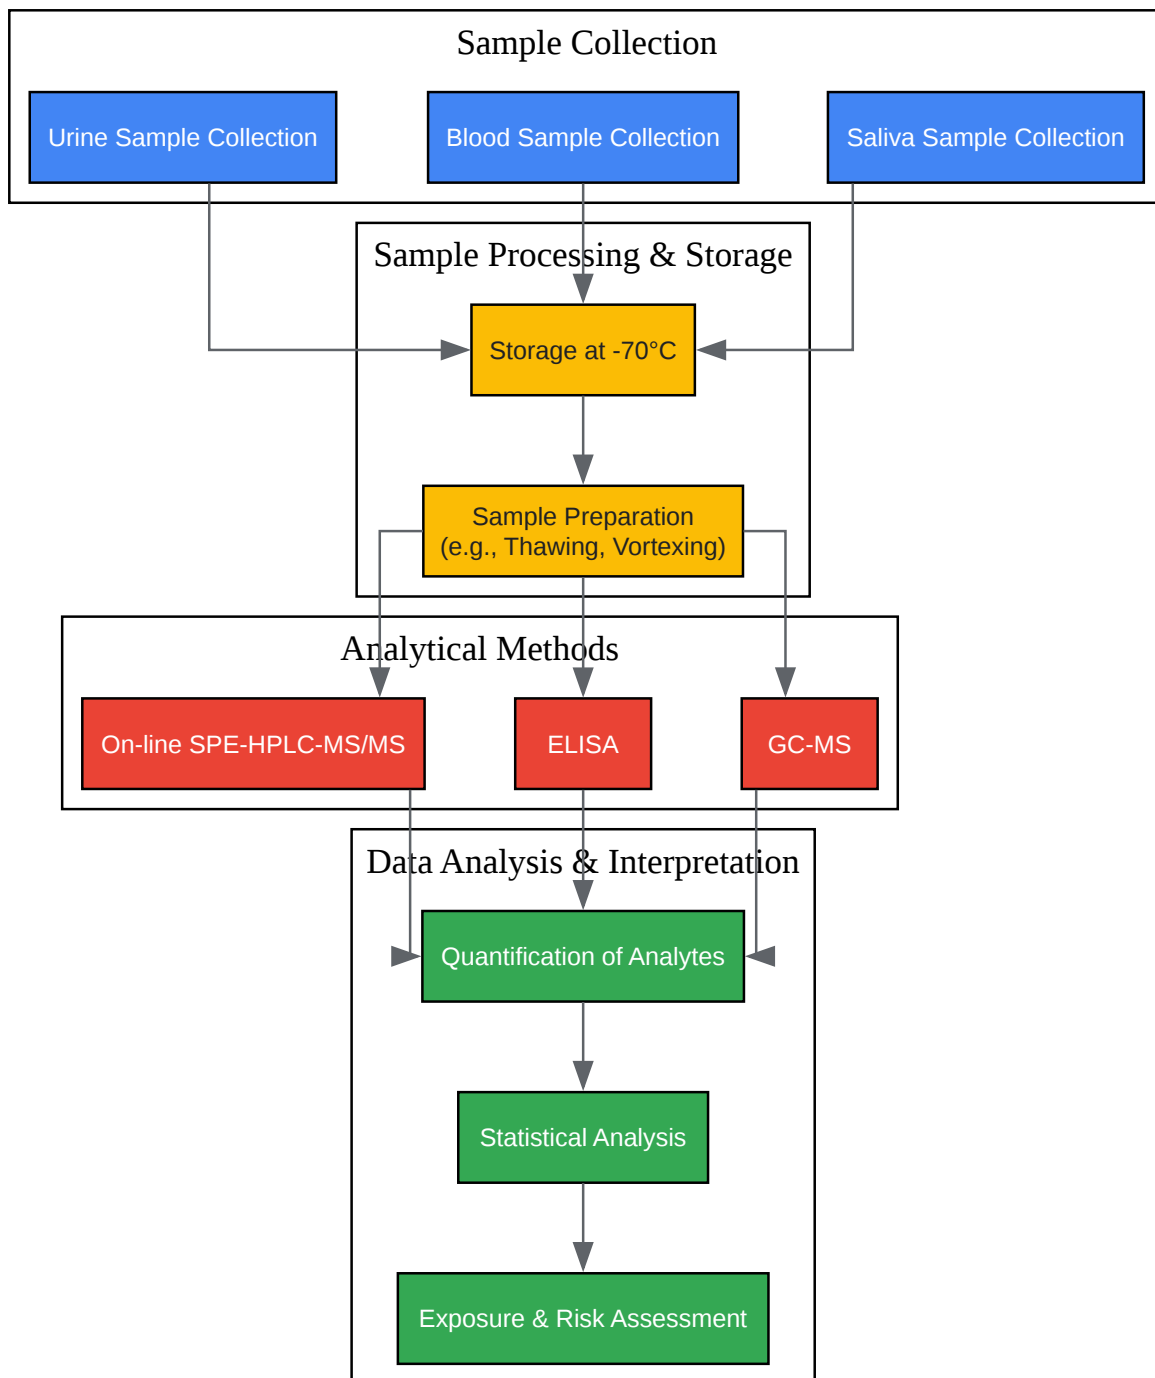 Sample Collection
Urine Sample Collection
Blood Sample Collection
Saliva Sample Collection
Sample Processing & Storage
Storage at -70°C
Sample Preparation
(e.g., Thawing, Vortexing)
Analytical Methods
On-line SPE-HPLC-MS/MS
ELISA
GC-MS
Data Analysis & Interpretation
Quantification of Analytes
Statistical Analysis
Exposure & Risk Assessment